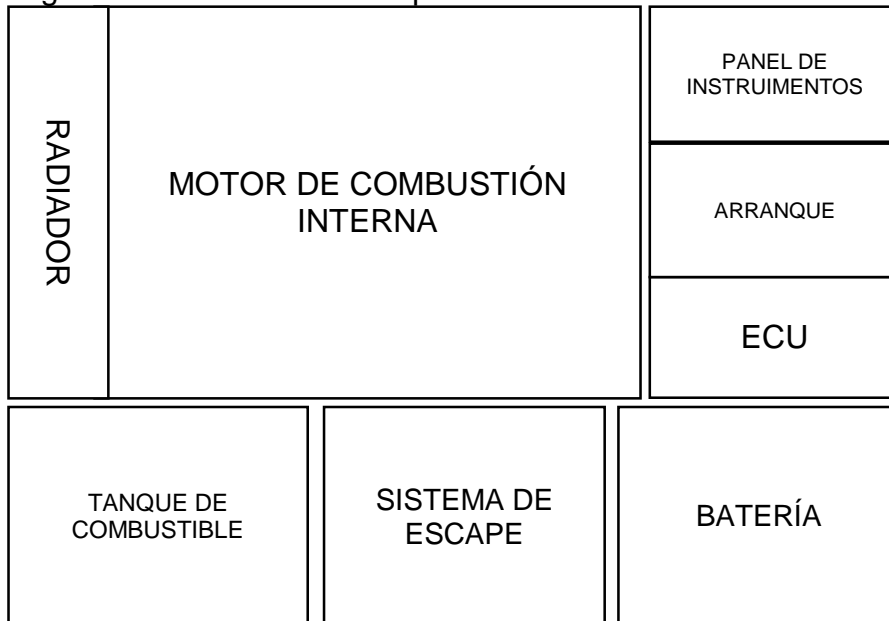 PANEL DE
INSTRUIMENTOS
RADIADOR
MOTOR DE COMBUSTIÓN
INTERNA
ARRANQUE
ECU
TANQUE DE
COMBUSTIBLE
SISTEMA DE
ESCAPE
BATERÍA